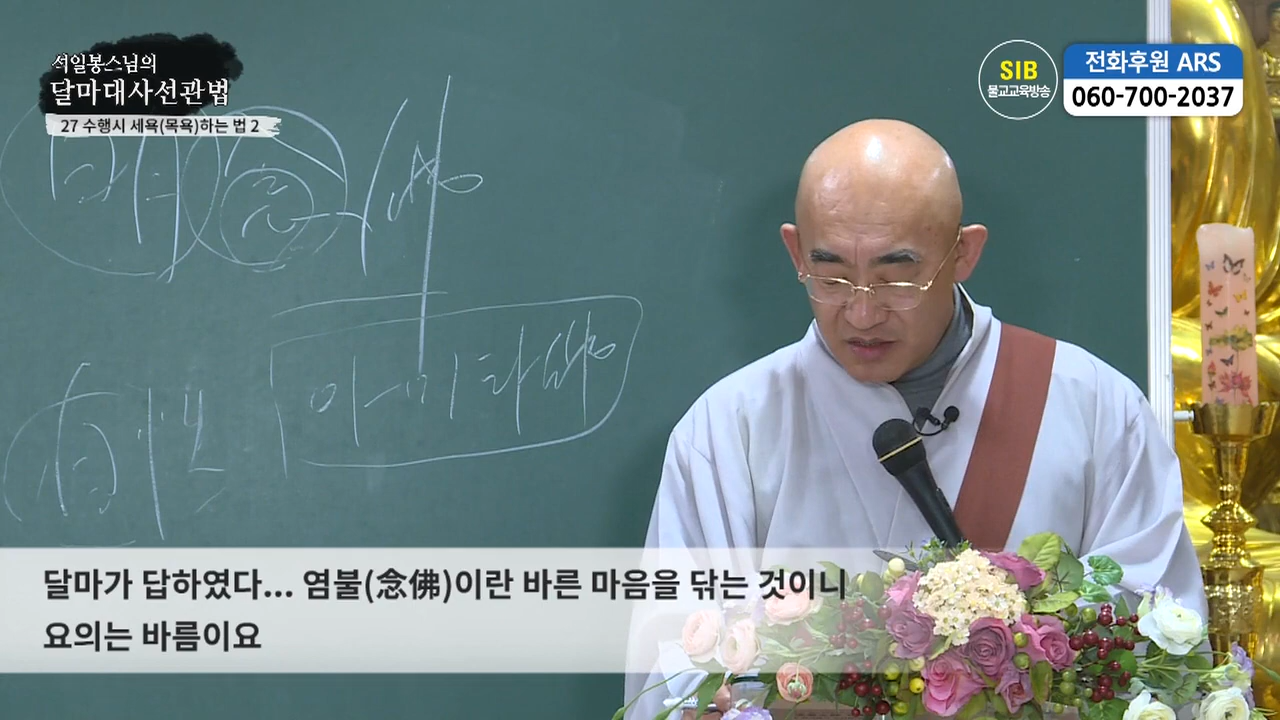 석일봉스님의
달마대사선관법
27 수행시 세욕(목욕)하는 법 2
SIB
불교교육방송
전화후원 ARS
060-700-2037
아미타佛
달마가 답하였다... 염불(念佛)이란 바른 마음을 닦는 것이니
요의는 바름이요